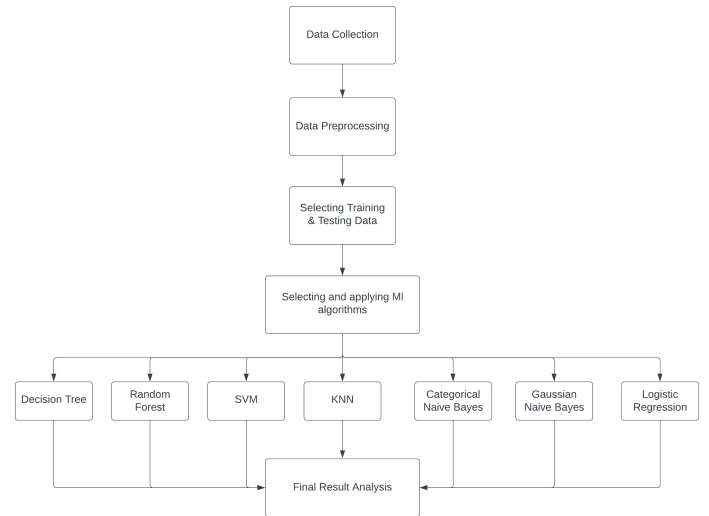 Data Collection
Data Preprocessing
Selecting Training
& Testing Data
Selecting and applying Ml
algorithms
Decision Tree
Random
Forest
SVM
KNN
Categorical
Naive Bayes
Gaussian
Naive Bayes
Logistic
Regression
Final Result Analysis